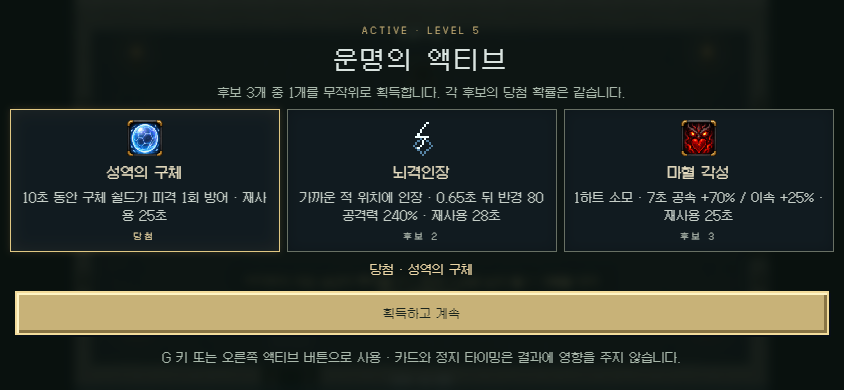 ACTIVE · LEVEL 5
운명의 액티브
후보 3개 중 1개를 무작위로 획득합니다. 각 후보의 당첨 확률은 같습니다.
성역의 구체
10초 동안 구체 쉴드가 피격 1회 방어 · 재사
용 25초
당첨
뇌격인장
가까운 적 위치에 인장 · 0.65초 뒤 반경 80
공격력 240% · 재사용 28초
후보 2
마혈 각성
1하트 소모 · 7초 공속 +70% / 이속 +25% ·
재사용 25초
후보 3
당첨 · 성역의 구체
획득하고 계속
G 키 또는 오른쪽 액티브 버튼으로 사용 · 카드와 정지 타이밍은 결과에 영향을 주지 않습니다.